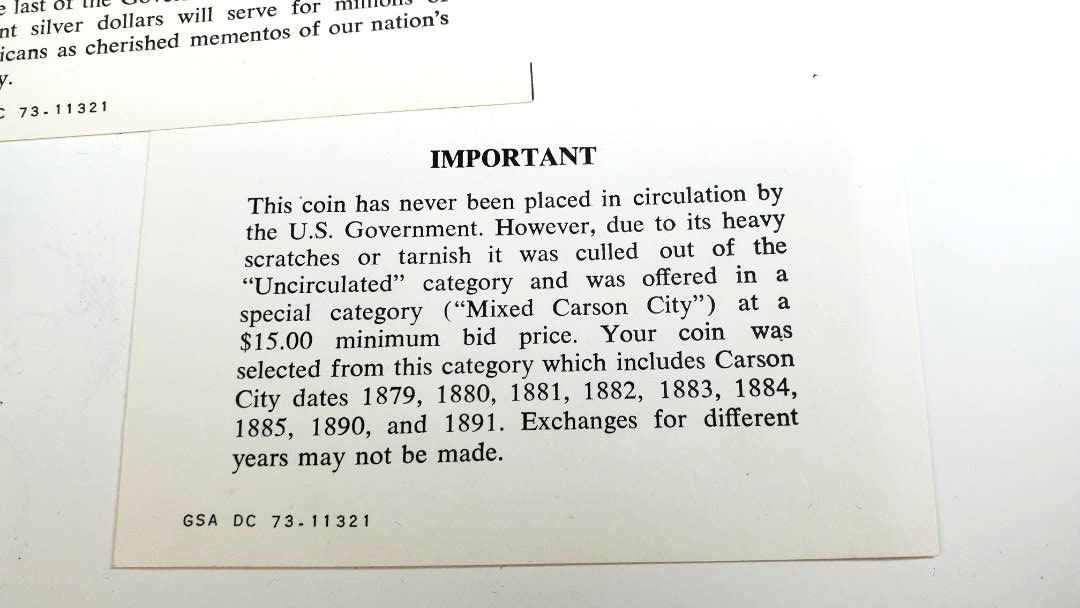 nt silver dollars will serve for
icans as cherished mementos of our nation's
y.
C 73-11321
IMPORTANT
This coin has never been placed in circulation by
the U.S. Government. However, due to its heavy
scratches or tarnish it was culled out of the
“Uncirculated” category and was offered in a
special category (“Mixed Carson City”) at a
$15.00 minimum bid price. Your coin was
selected from this category which includes Carson
City dates 1879, 1880, 1881, 1882, 1883, 1884,
1885, 1890, and 1891. Exchanges for different
years may not be made.
GSA DC 73-11321